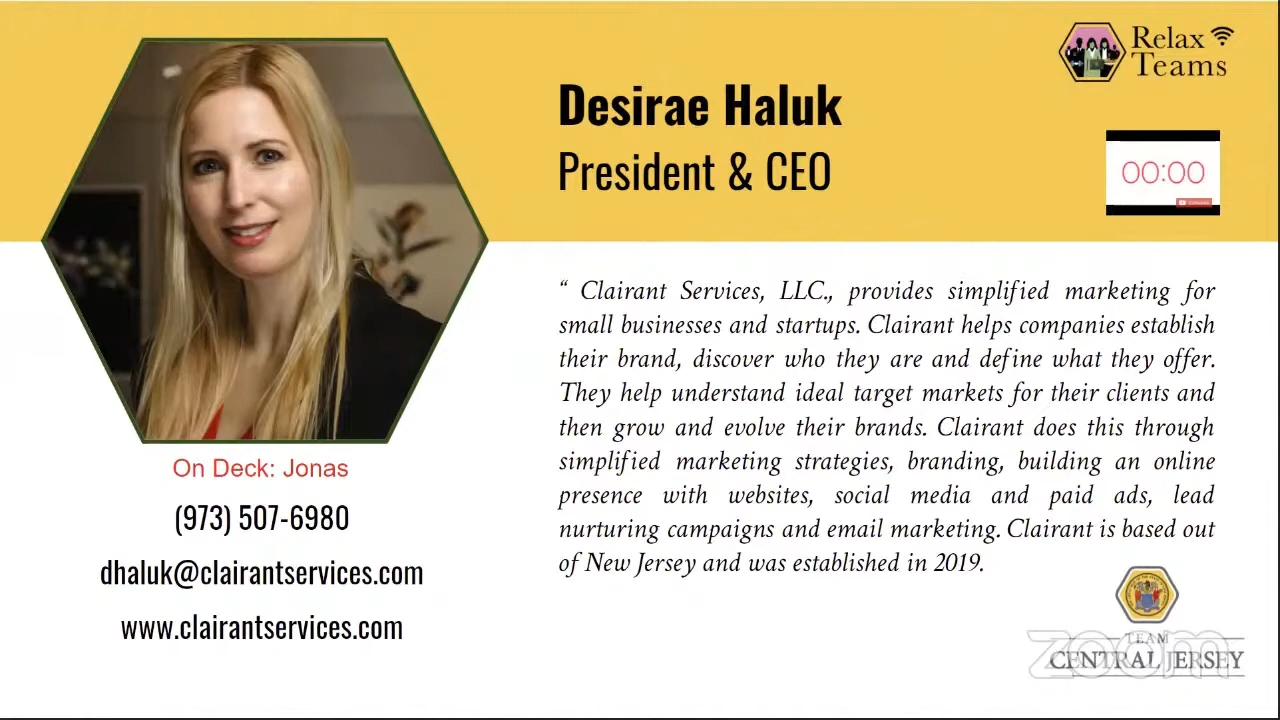 Relax
Teams
Desirae Haluk
President & CEO
00:00
“ Clairant Services, LLC., provides simplified marketing for
small businesses and startups. Clairant helps companies establish
their brand, discover who they are and define what they offer.
They help understand ideal target markets for their clients and
then grow and evolve their brands. Clairant does this through
simplified marketing strategies, branding, building an online
presence with websites, social media and paid ads, lead
nurturing campaigns and email marketing. Clairant is based out
of New Jersey and was established in 2019.
On Deck: Jonas
(973) 507-6980
dhaluk@clairantservices.com
www.clairantservices.com
TEAM
CENTRAL JERSEY
zoom